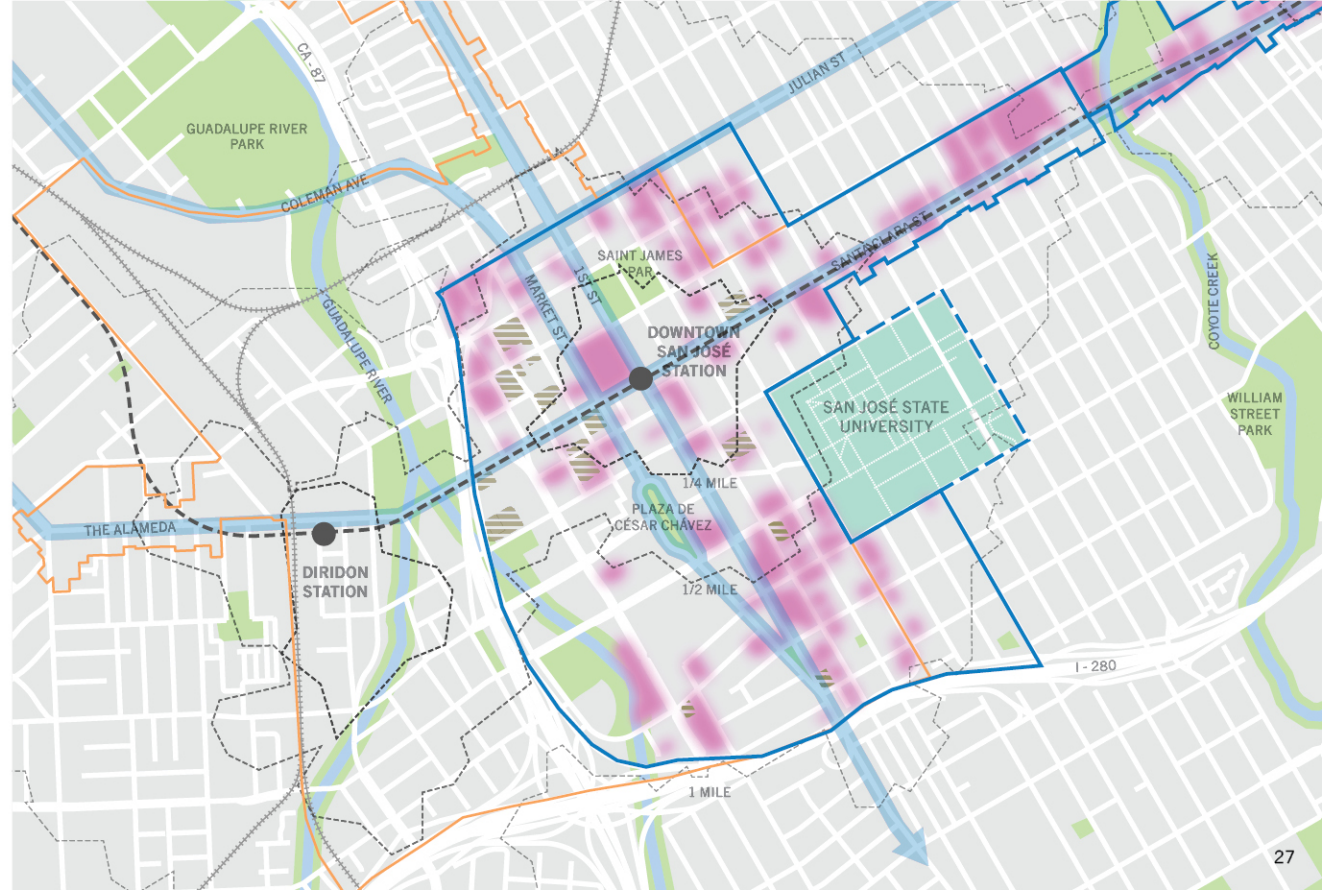 CA - 87
JULIAN ST
GUADALUPE RIVER
PARK
COLEMAN AVE
SANTA CLARA ST
SAINT JAMES
PAR
1 ST ST
MARKET ST
GUADALUPE RIVER
COYOTE CREEK
DOWNTOWN
SAN JOSÉ
STATION
SAN JOSÉ STATE
UNIVERSITY
WILLIAM
STREET
PARK
1/4 MILE
PLAZA DE
CÉSAR CHÁVEZ
THE ALAMEDA
DIRIDON
STATION
1/2 MILE
I - 280
1 MILE
27